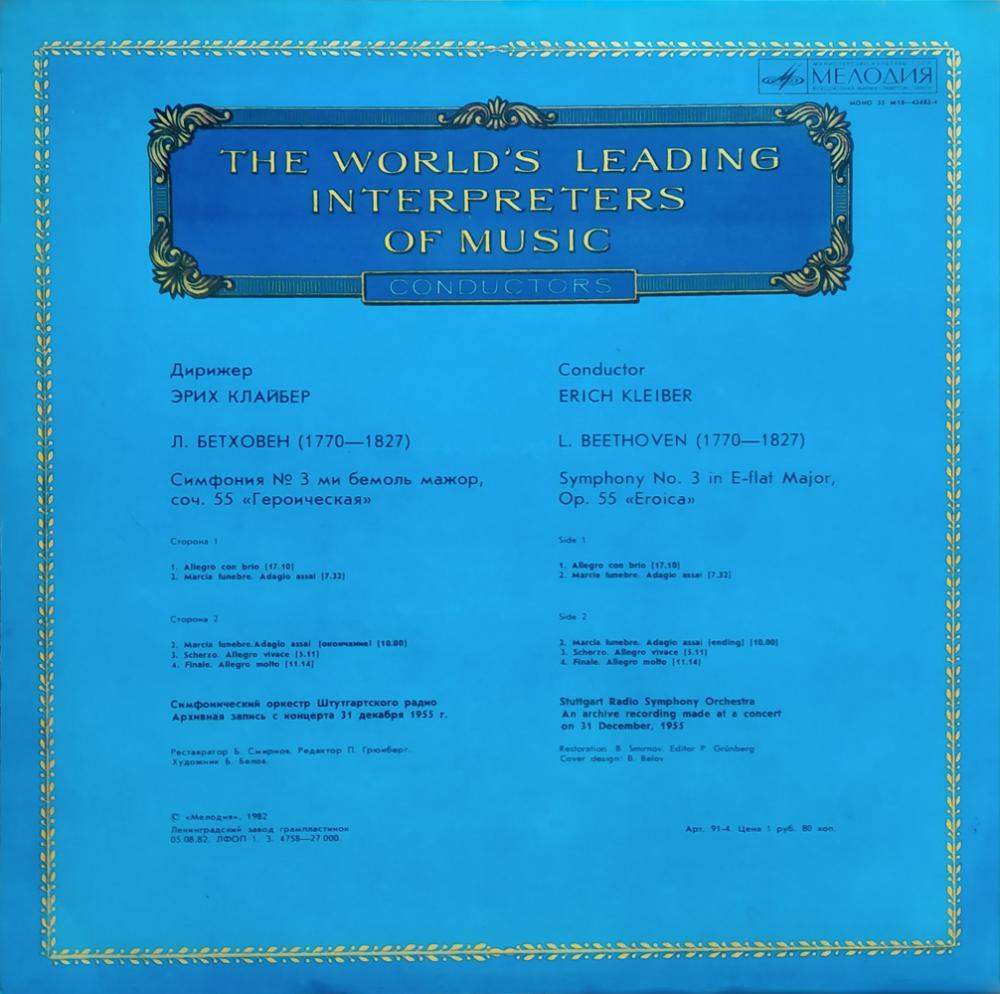 МИНИСТЕРСТВО КУЛЬТУРЫ СССР
МЕЛОДИЯ
ВСЕСОЮЗНАЯ ФИРМА ГРАМПЛАСТИНОК
МОНО 33 М10—43483-4
THE WORLD'S LEADING
INTERPRETERS
OF MUSIC
CONDUCTORS
Дирижер
ЭРИХ КЛАЙБЕР
Л. БЕТХОВЕН (1770—1827)
Симфония № 3 ми бемоль мажор,
соч. 55 «Героическая»
Сторона 1
1. Allegro con brio [17.10]
2. Marcia funebre. Adagio assai [7.32]
Сторона 2
2. Marcia funebre.Adagio assai [окончание] [10.00]
3. Scherzo. Allegro vivace [5.11]
4. Finale. Allegro molto [11.14]
Симфонический оркестр Штутгартского радио
Архивная запись с концерта 31 декабря 1955 г.
Реставратор Б. Смирнов. Редактор П. Грюнберг.
Художник Б. Белов.
© «Мелодия», 1982
Ленинградский завод грампластинок
05.08.82. ЛФОП 1. З. 4758—27 000.
Conductor
ERICH KLEIBER
L. BEETHOVEN (1770—1827)
Symphony No. 3 in E-flat Major,
Op. 55 «Eroica»
Side 1
1. Allegro con brio [17.10]
2. Marcia funebre. Adagio assai [7.32]
Side 2
2. Marcia funebre. Adagio assai [ending] [10.00]
3. Scherzo. Allegro vivace [5.11]
4. Finale. Allegro molto [11.14]
Stuttgart Radio Symphony Orchestra
An archive recording made at a concert
on 31 December, 1955
Restoration B. Smirnov. Editor P. Grünberg
Cover design: B. Belov
Арт. 91-4. Цена 1 руб. 80 коп.